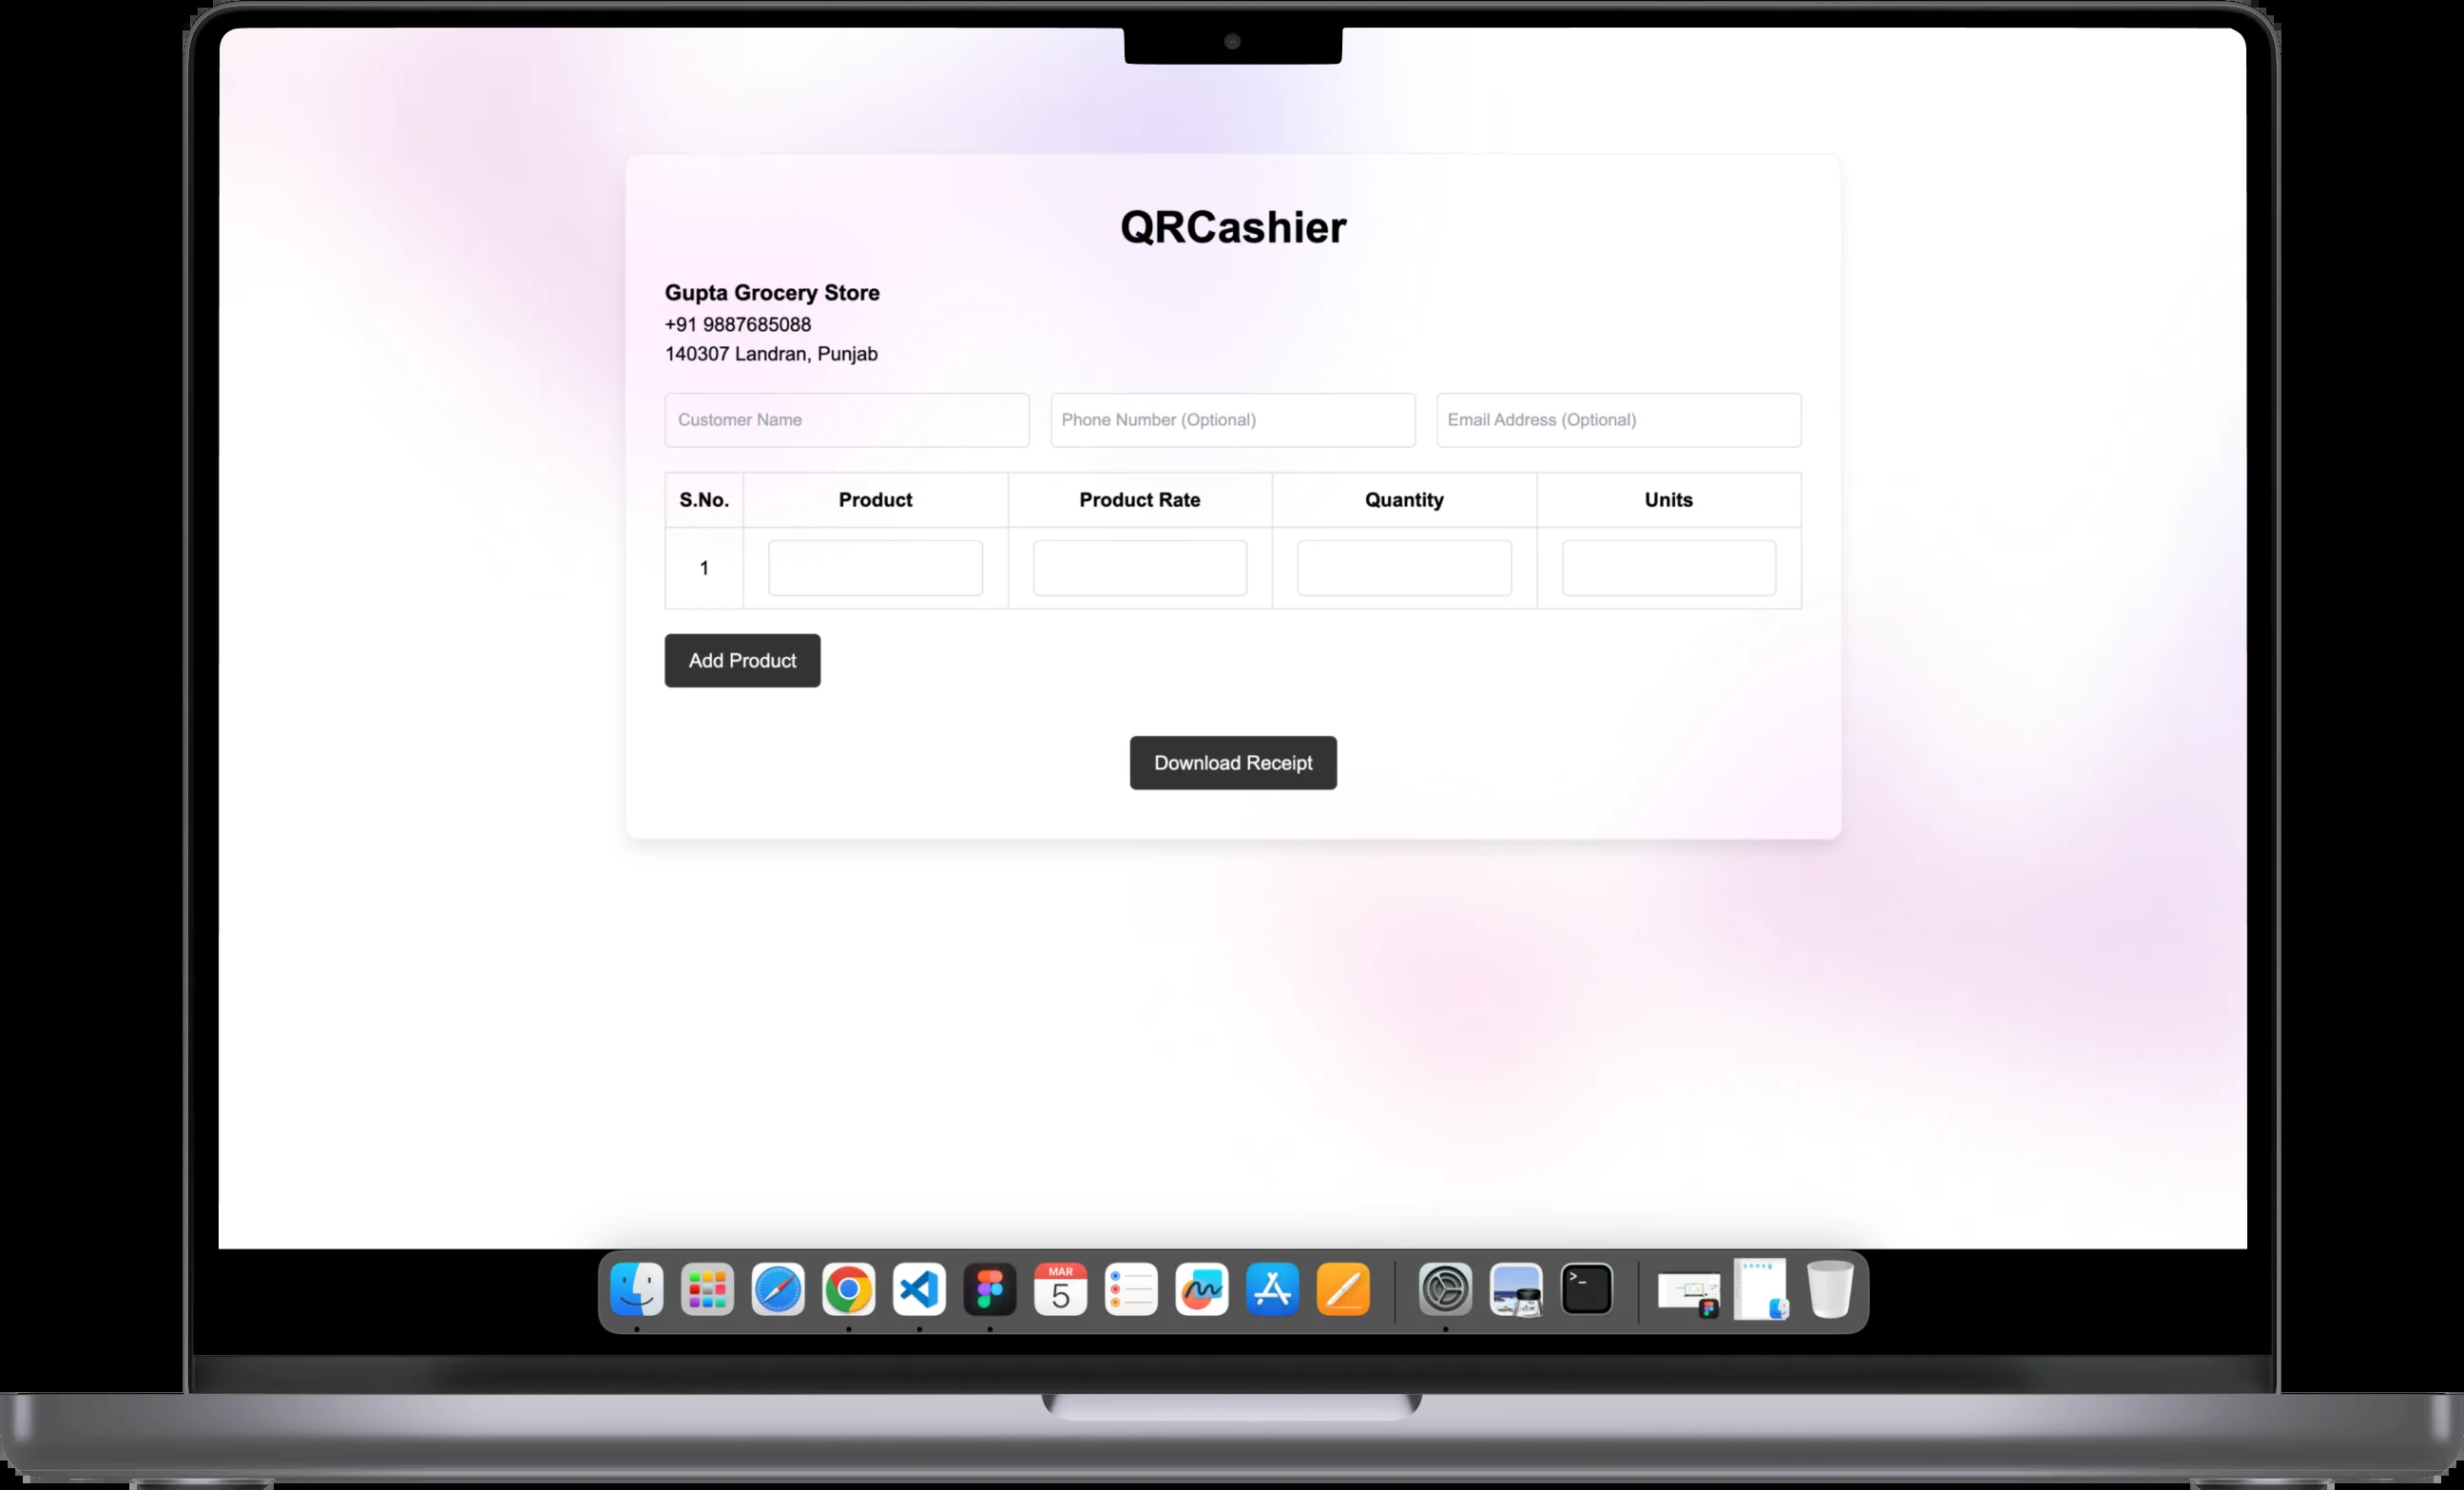 QRCashier
Gupta Grocery Store
+91 9887685088
140307 Landran, Punjab
Customer Name Phone Number (Optional) Email Address (Optional)
S.No. Product Product Rate Quantity Units
1
Add Product
Download Receipt
MAR
5
>_